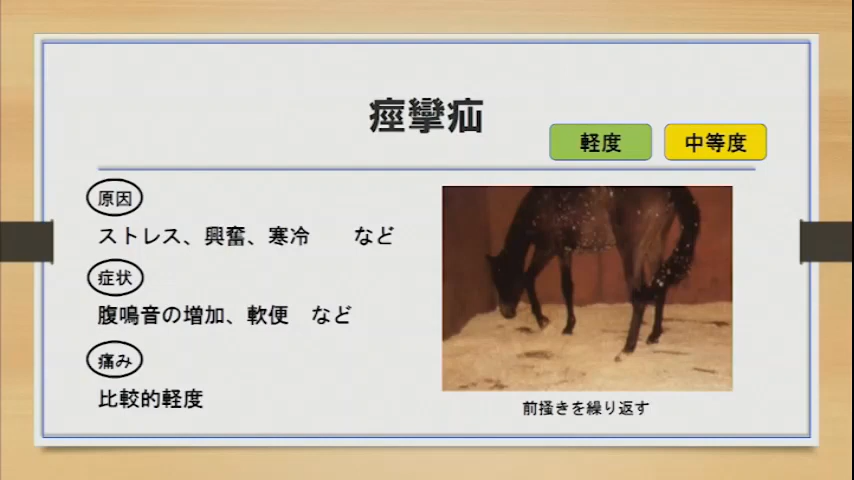 痙攣疝
軽度
中等度
原因
ストレス、興奮、寒冷　　など
症状
腹鳴音の増加、軟便　など
痛み
比較的軽度
前掻きを繰り返す